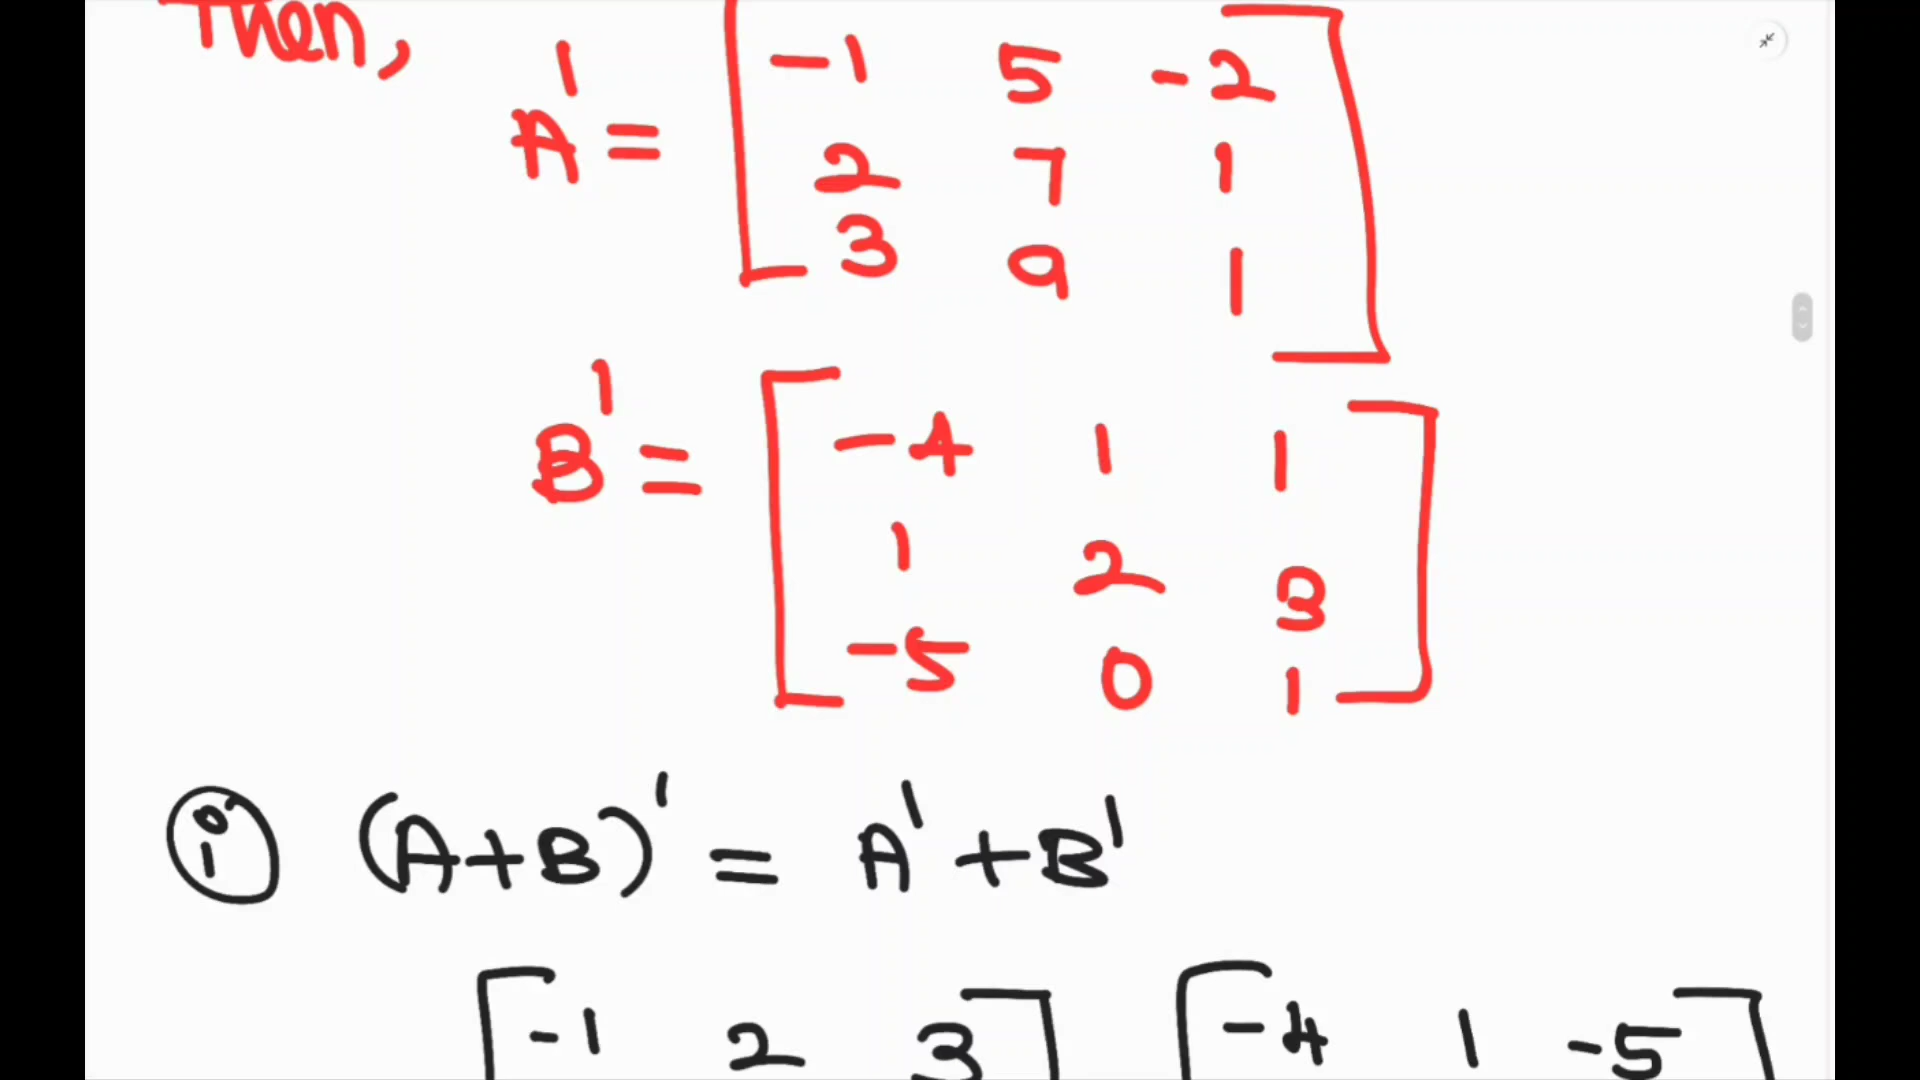 Then,
A' = [ -1 5 -2
2 7 1
3 9 1 ]
B' = [ -4 1 1
1 2 3
-5 0 1 ]
(i) (A+B)' = A' + B'
[ -1 2 3 ] [ -4 1 -5 ]